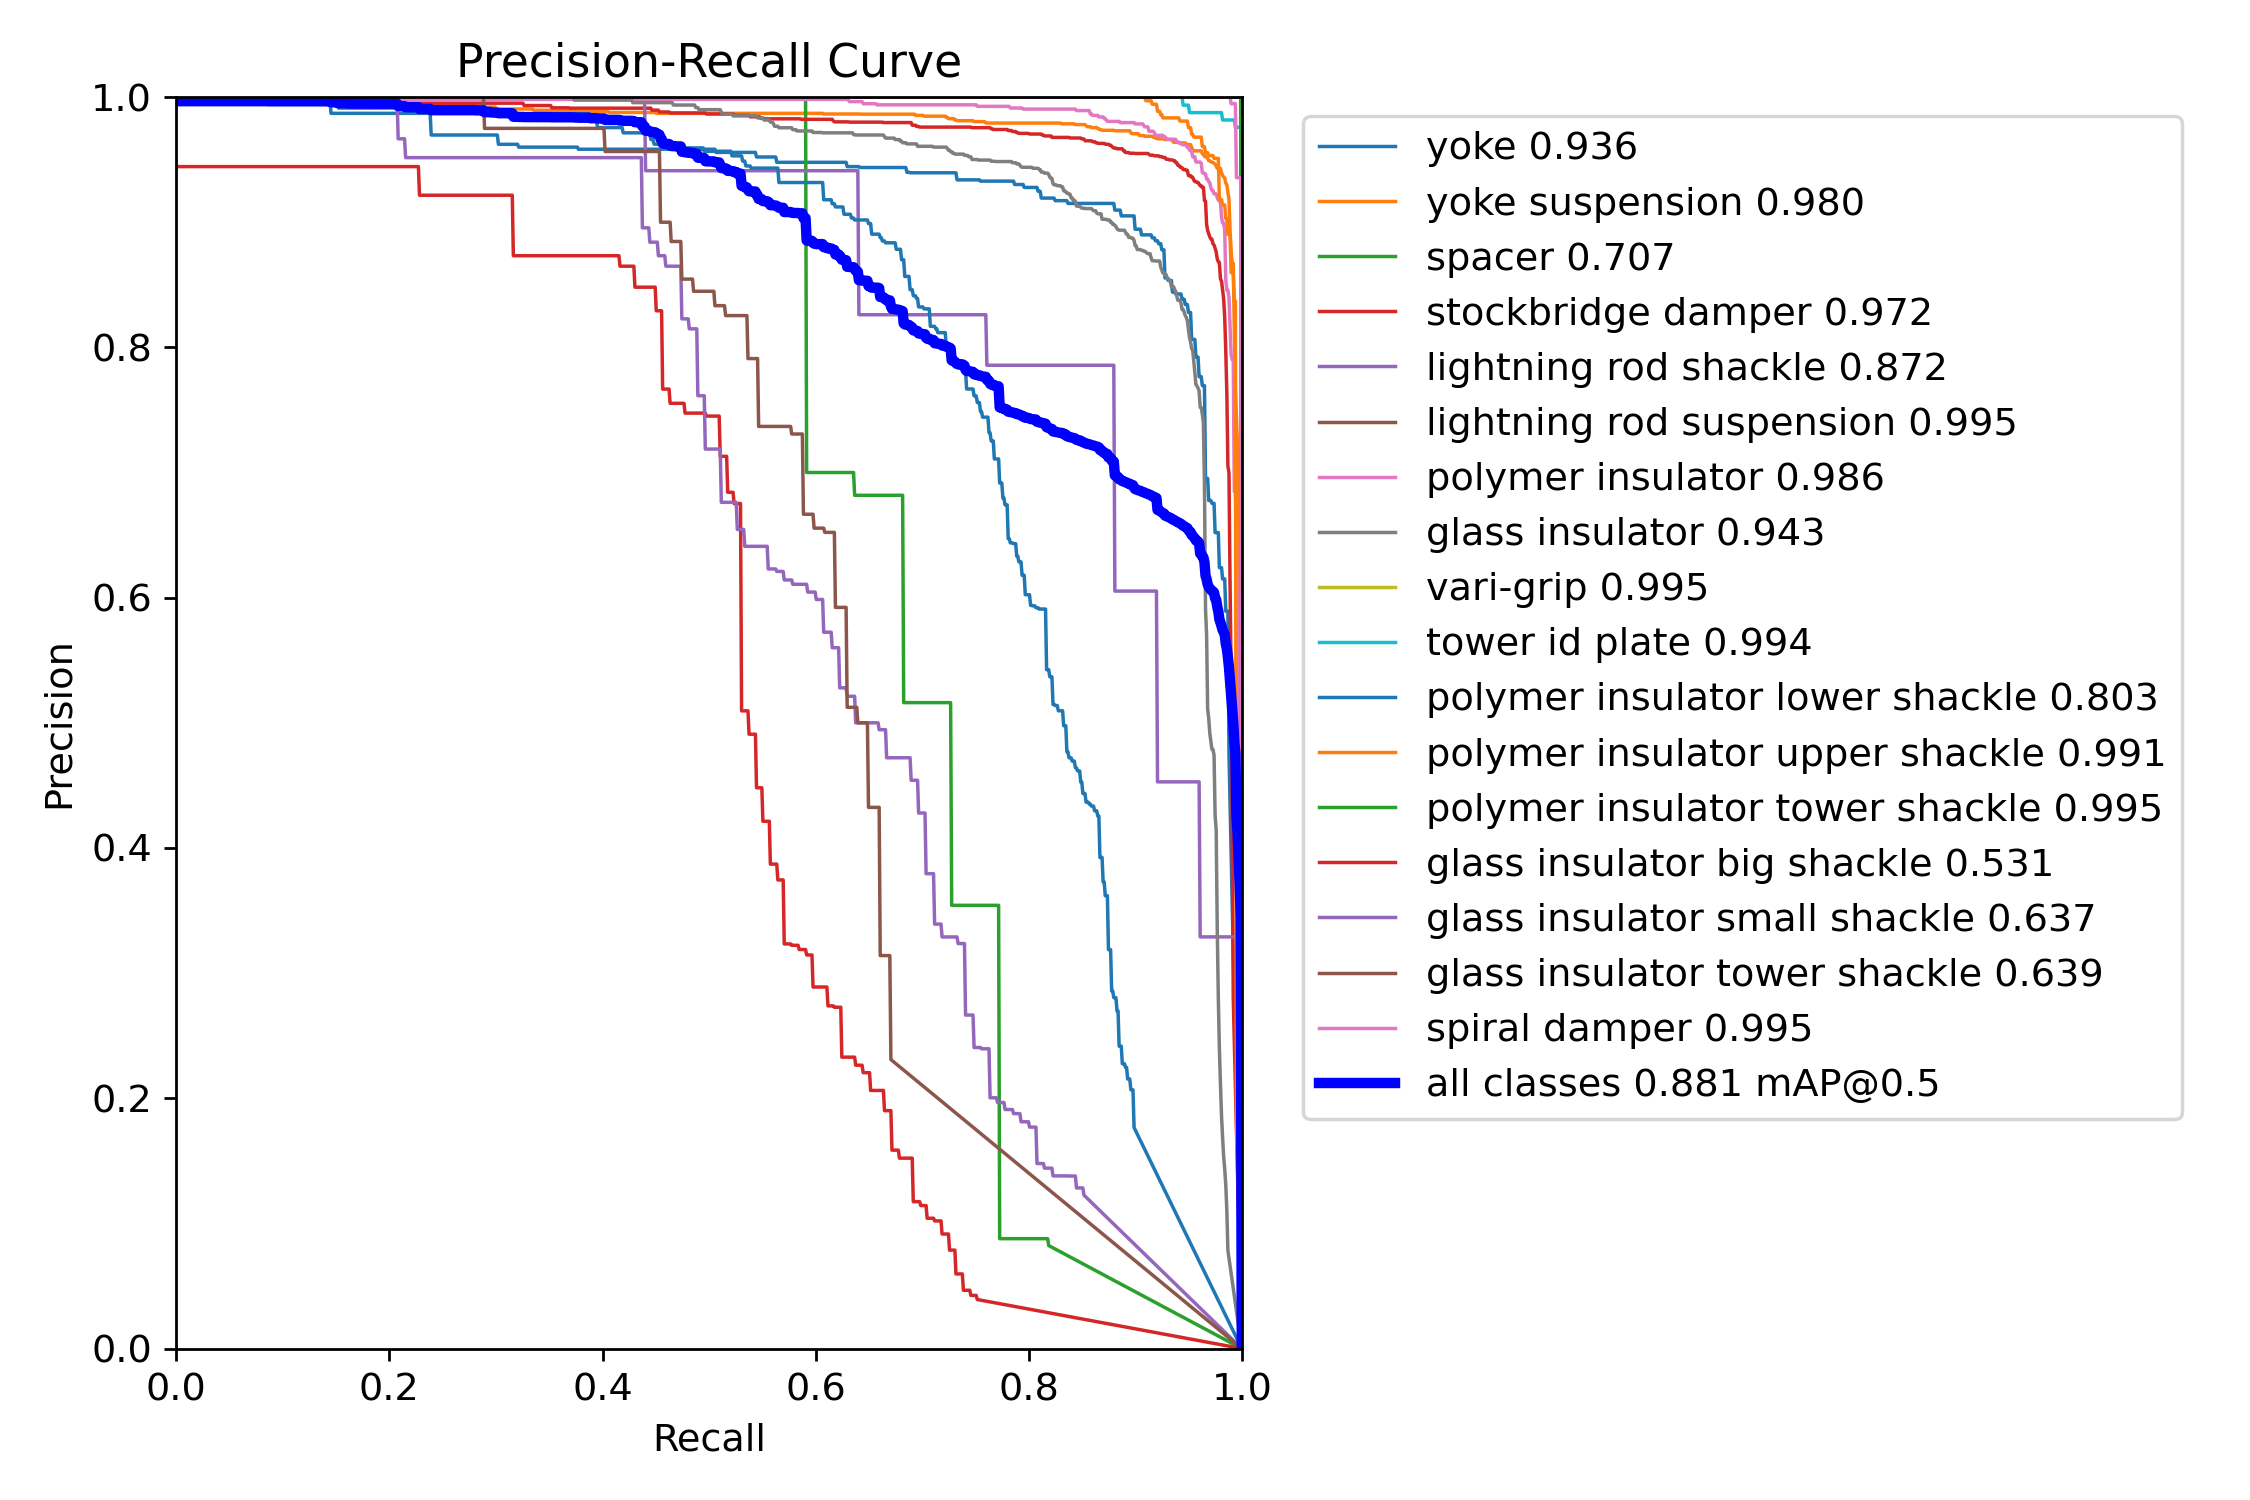 Precision-Recall Curve
1.0
0.8
0.6
0.4
0.2
0.0
Precision
0.0 0.2 0.4 0.6 0.8 1.0
Recall
yoke 0.936
yoke suspension 0.980
spacer 0.707
stockbridge damper 0.972
lightning rod shackle 0.872
lightning rod suspension 0.995
polymer insulator 0.986
glass insulator 0.943
vari-grip 0.995
tower id plate 0.994
polymer insulator lower shackle 0.803
polymer insulator upper shackle 0.991
polymer insulator tower shackle 0.995
glass insulator big shackle 0.531
glass insulator small shackle 0.637
glass insulator tower shackle 0.639
spiral damper 0.995
all classes 0.881 mAP@0.5